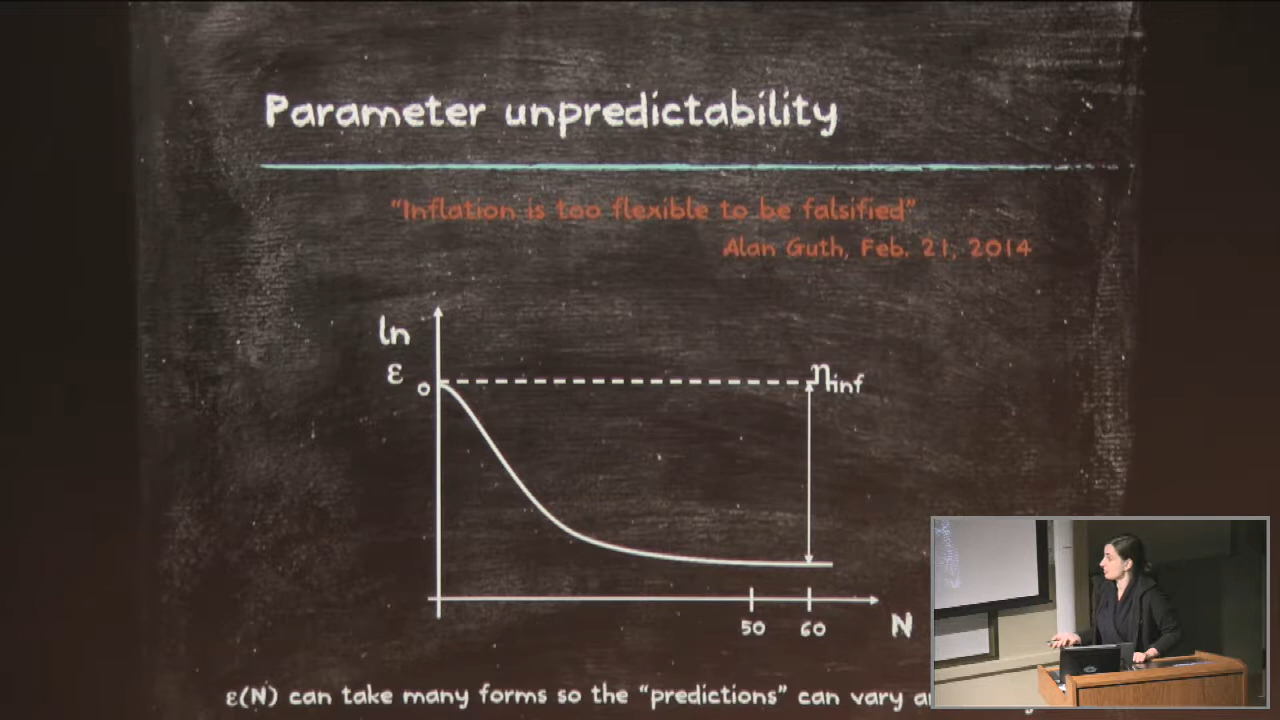 Parameter unpredictability
“Inflation is too flexible to be falsified”
Alan Guth, Feb. 21, 2014
ln
ε
0
ηinf
50
60
N
ε(N) can take many forms so the “predictions” can vary